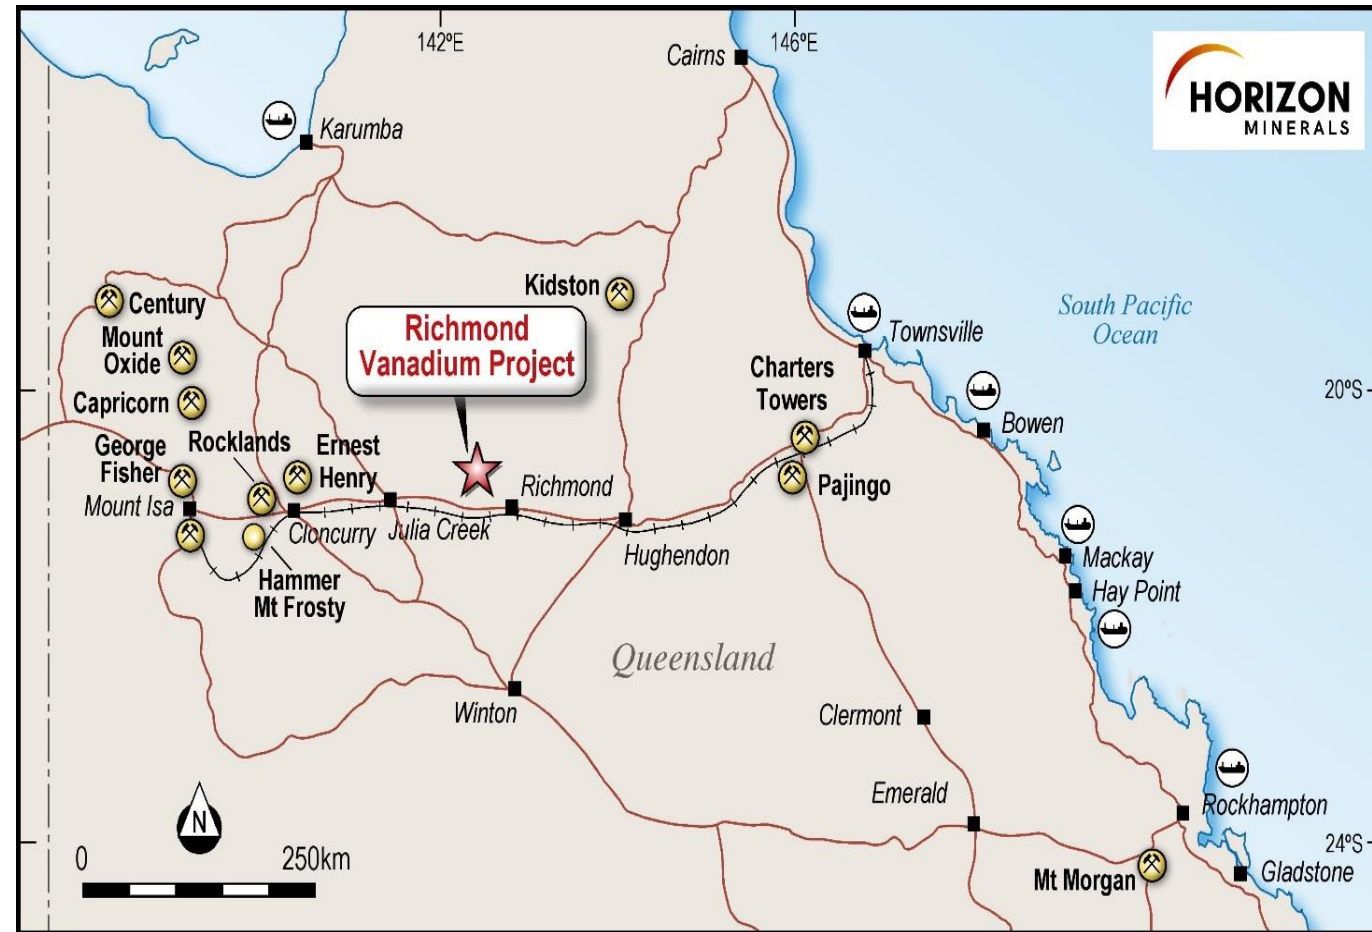 142ºE
146ºE
Cairns
HORIZON
MINERALS
Karumba
Kidston
Century
South Pacific
Ocean
Richmond
Vanadium Project
Mount
Oxide
Townsville
Charters
Towers
20ºS
Capricorn
Bowen
George
Fisher
Rocklands
Ernest
Henry
Richmond
Pajingo
Mount Isa
Cloncurry
Julia Creek
Hughendon
Mackay
Hammer
Mt Frosty
Hay Point
Queensland
Winton
Clermont
Emerald
Rockhampton
N
24ºS
0
250km
Mt Morgan
Gladstone